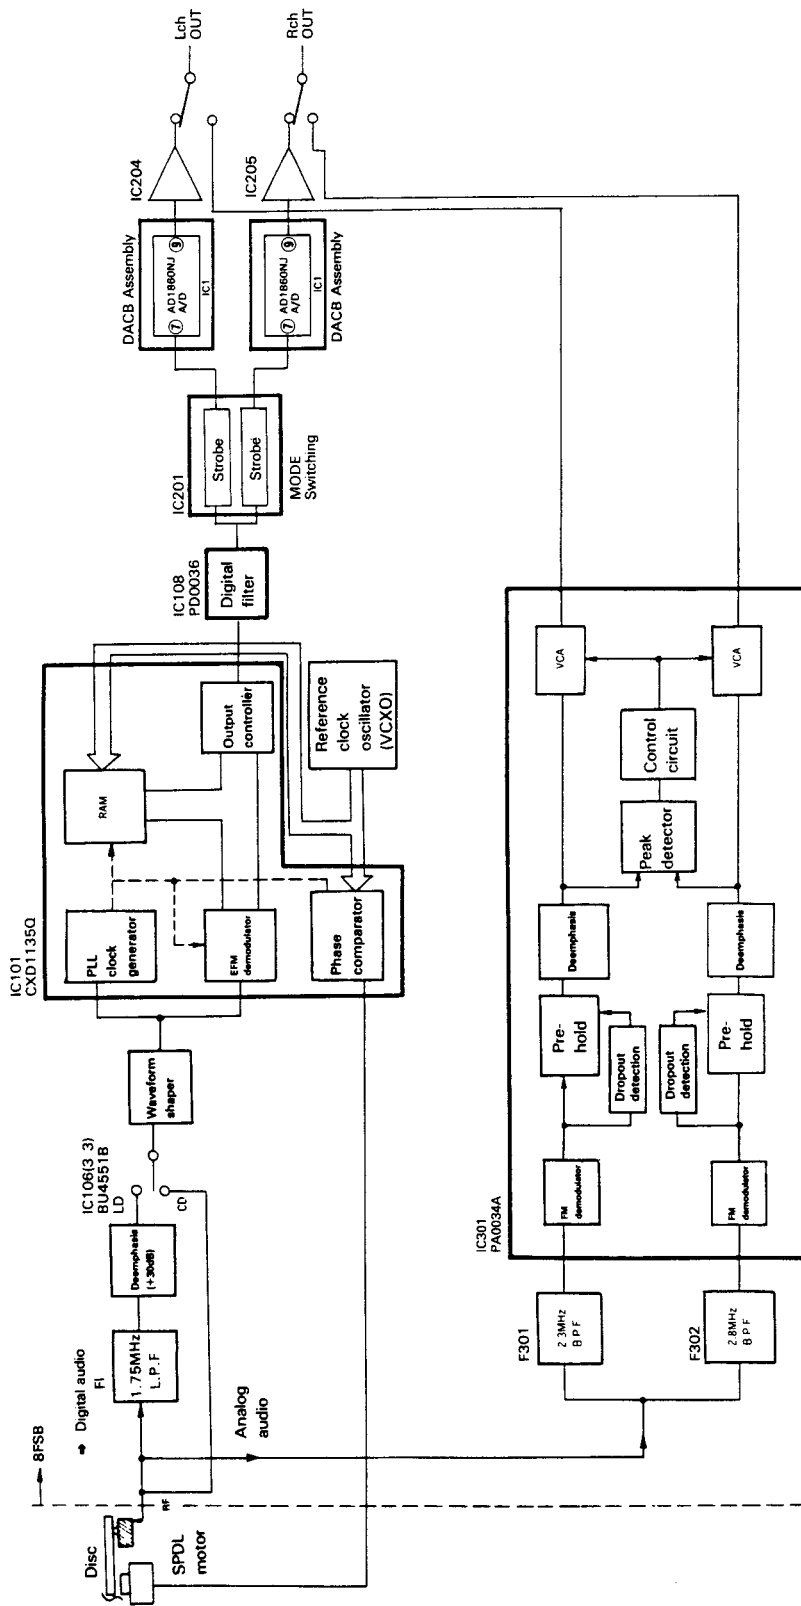 Disc
SPDL
motor
8FSB
Digital audio
RF
FI
1.75MHz
L.P.F
Analog
audio
Deemphasis
(+30dB)
IC106(3 3)
BU4551B
LD
CD
Waveform
shaper
IC101
CXD1135Q
PLL
clock
generator
EFM
demodulator
Phase
comparator
RAM
Output
controller
Reference
clock
oscillator
(VCXO)
IC108
PD0036
Digital
filter
IC201
Strobe
Strobe
MODE
Switching
DACB Assembly
7
AD1860NJ
A/D
9
IC1
7
AD1860NJ
A/D
9
IC1
DACB Assembly
IC204
IC205
Lch
OUT
Rch
OUT
F301
2 3MHz
B.P.F
F302
2.8MHz
B.P.F
IC301
PA0034A
FM
demodulator
FM
demodulator
Dropout
detection
Dropout
detection
Pre-
hold
Pre-
hold
Deemphasis
Deemphasis
Peak
detector
Control
circuit
VCA
VCA